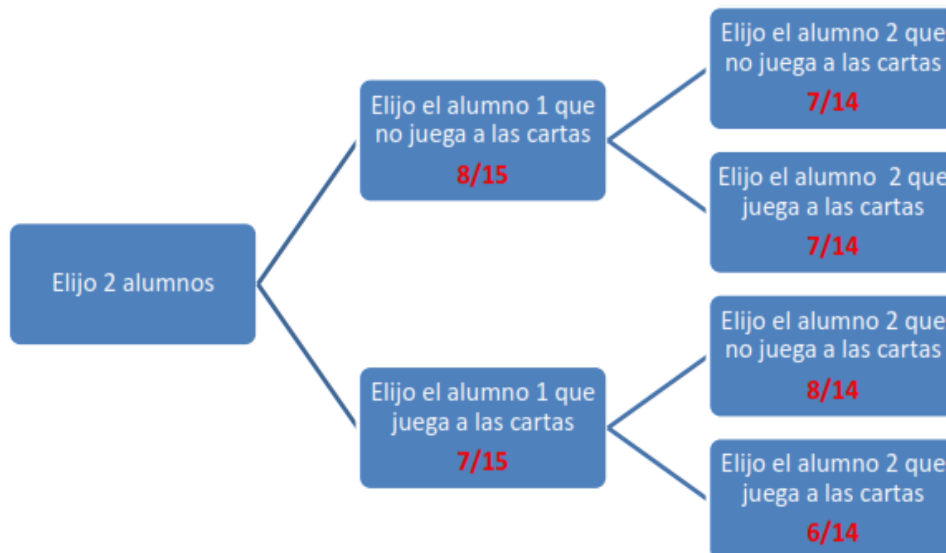 Elijo 2 alumnos
Elijo el alumno 1 que
no juega a las cartas
8/15
Elijo el alumno 1 que
juega a las cartas
7/15
Elijo el alumno 2 que
no juega a las cartas
7/14
Elijo el alumno 2 que
juega a las cartas
7/14
Elijo el alumno 2 que
no juega a las cartas
8/14
Elijo el alumno 2 que
juega a las cartas
6/14